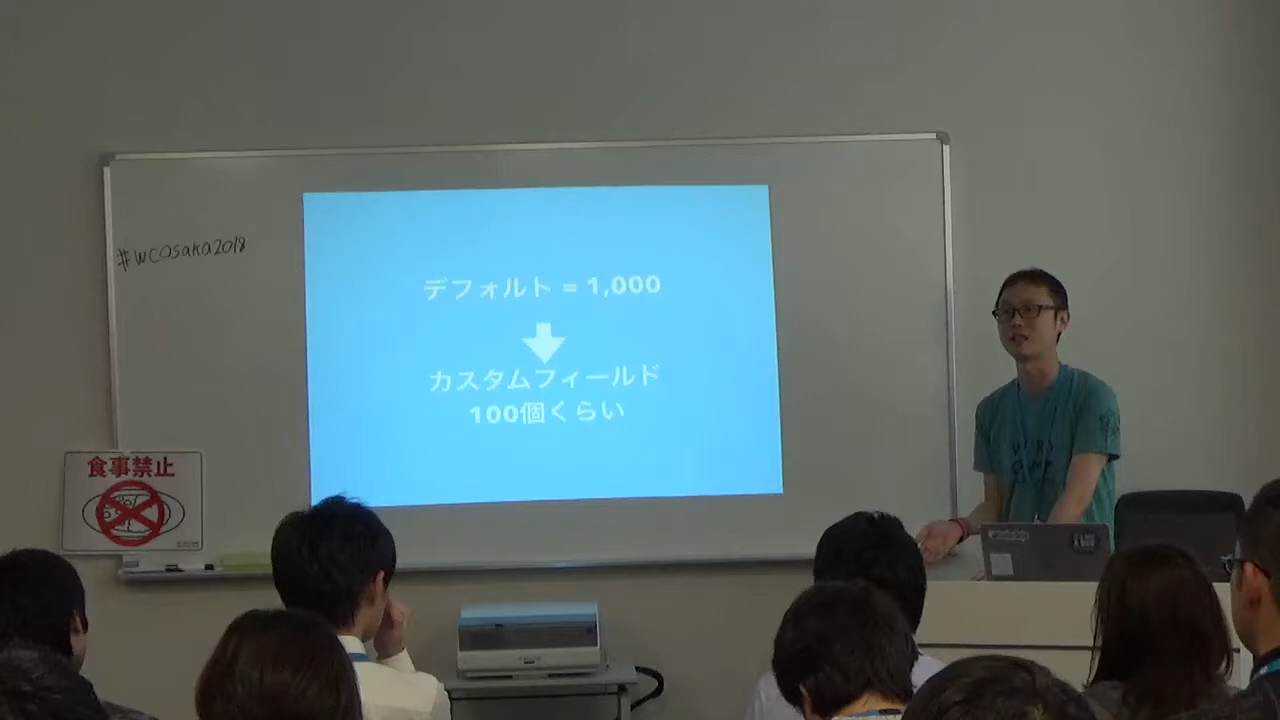 #wcosaka2018
デフォルト = 1,000
カスタムフィールド
100個くらい
食事禁止